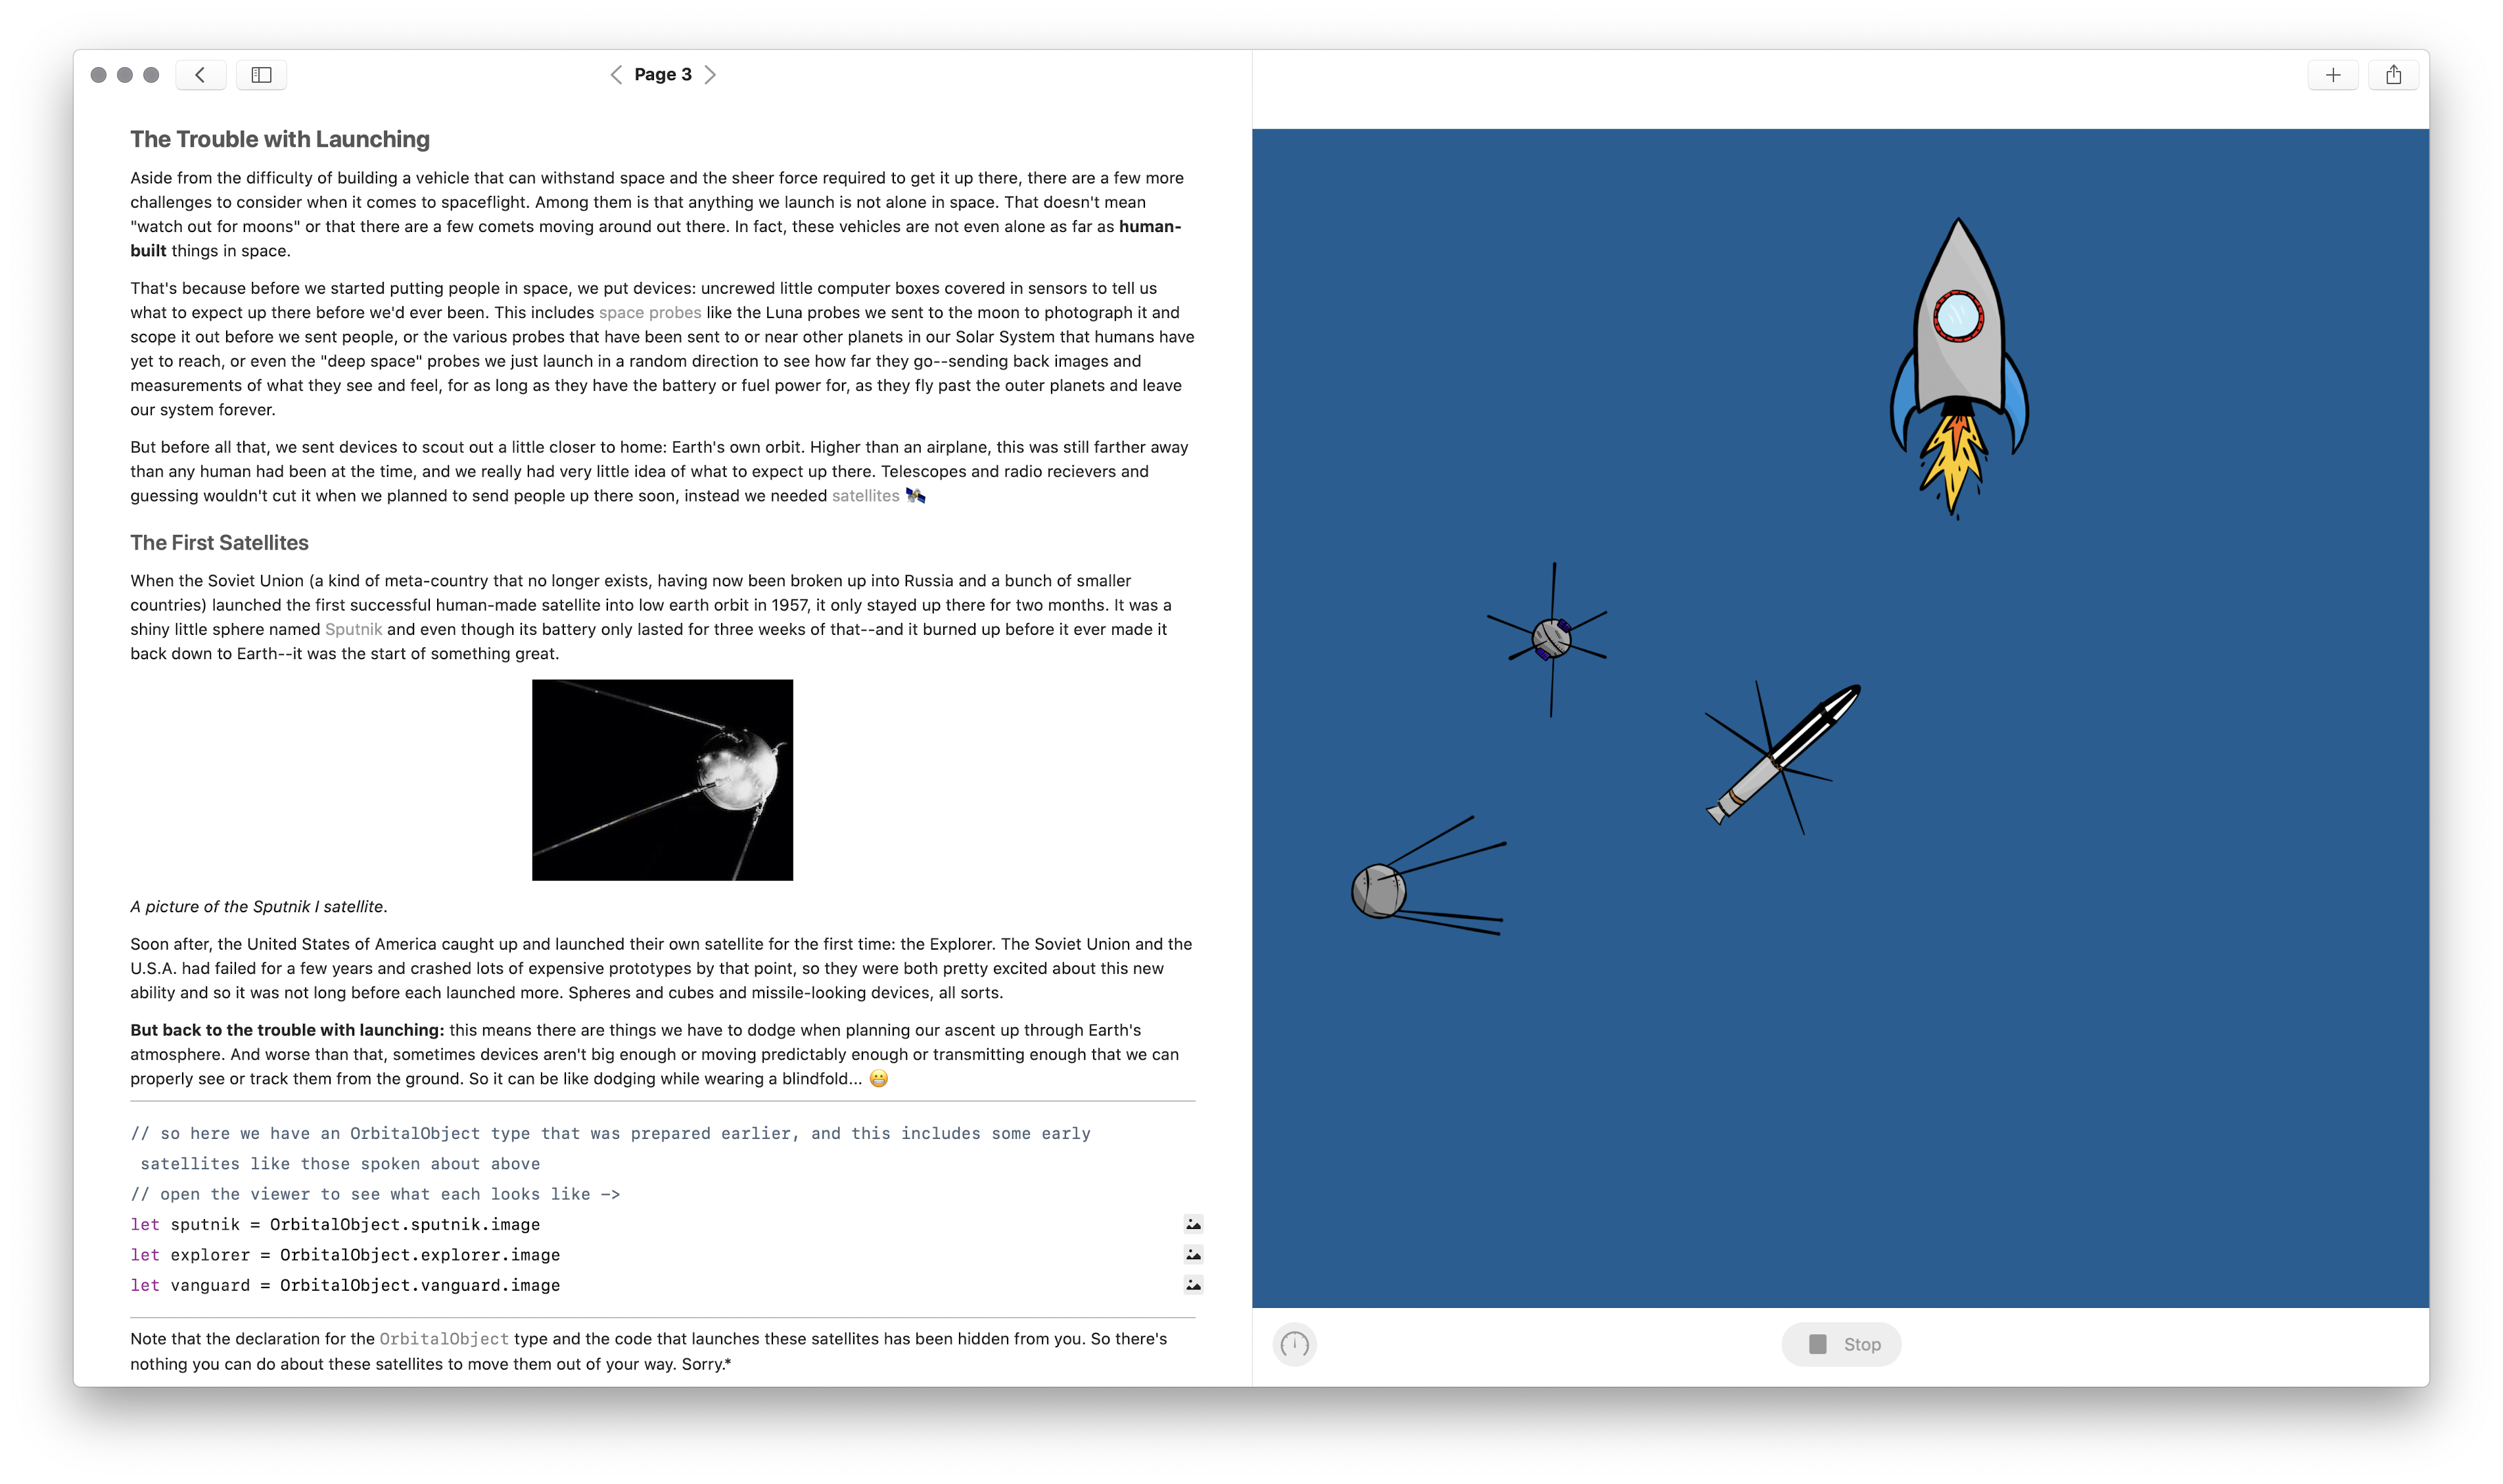 Page 3
The Trouble with Launching
Aside from the difficulty of building a vehicle that can withstand space and the sheer force required to get it up there, there are a few more
challenges to consider when it comes to spaceflight. Among them is that anything we launch is not alone in space. That doesn't mean
"watch out for moons" or that there are a few comets moving around out there. In fact, these vehicles are not even alone as far as human-
built things in space.
That's because before we started putting people in space, we put devices: uncrewed little computer boxes covered in sensors to tell us
what to expect up there before we'd ever been. This includes space probes like the Luna probes we sent to the moon to photograph it and
scope it out before we sent people, or the various probes that have been sent to or near other planets in our Solar System that humans have
yet to reach, or even the "deep space" probes we just launch in a random direction to see how far they go--sending back images and
measurements of what they see and feel, for as long as they have the battery or fuel power for, as they fly past the outer planets and leave
our system forever.
But before all that, we sent devices to scout out a little closer to home: Earth's own orbit. Higher than an airplane, this was still farther away
than any human had been at the time, and we really had very little idea of what to expect up there. Telescopes and radio recievers and
guessing wouldn't cut it when we planned to send people up there soon, instead we needed satellites 🛰️
The First Satellites
When the Soviet Union (a kind of meta-country that no longer exists, having now been broken up into Russia and a bunch of smaller
countries) launched the first successful human-made satellite into low earth orbit in 1957, it only stayed up there for two months. It was a
shiny little sphere named Sputnik and even though its battery only lasted for three weeks of that--and it burned up before it ever made it
back down to Earth--it was the start of something great.
A picture of the Sputnik I satellite.
Soon after, the United States of America caught up and launched their own satellite for the first time: the Explorer. The Soviet Union and the
U.S.A. had failed for a few years and crashed lots of expensive prototypes by that point, so they were both pretty excited about this new
ability and so it was not long before each launched more. Spheres and cubes and missile-looking devices, all sorts.
But back to the trouble with launching: this means there are things we have to dodge when planning our ascent up through Earth's
atmosphere. And worse than that, sometimes devices aren't big enough or moving predictably enough or transmitting enough that we can
properly see or track them from the ground. So it can be like dodging while wearing a blindfold... 😬
// so here we have an OrbitalObject type that was prepared earlier, and this includes some early
satellites like those spoken about above
// open the viewer to see what each looks like ->
let sputnik = OrbitalObject.sputnik.image
let explorer = OrbitalObject.explorer.image
let vanguard = OrbitalObject.vanguard.image
Note that the declaration for the OrbitalObject type and the code that launches these satellites has been hidden from you. So there's
nothing you can do about these satellites to move them out of your way. Sorry.*
Stop